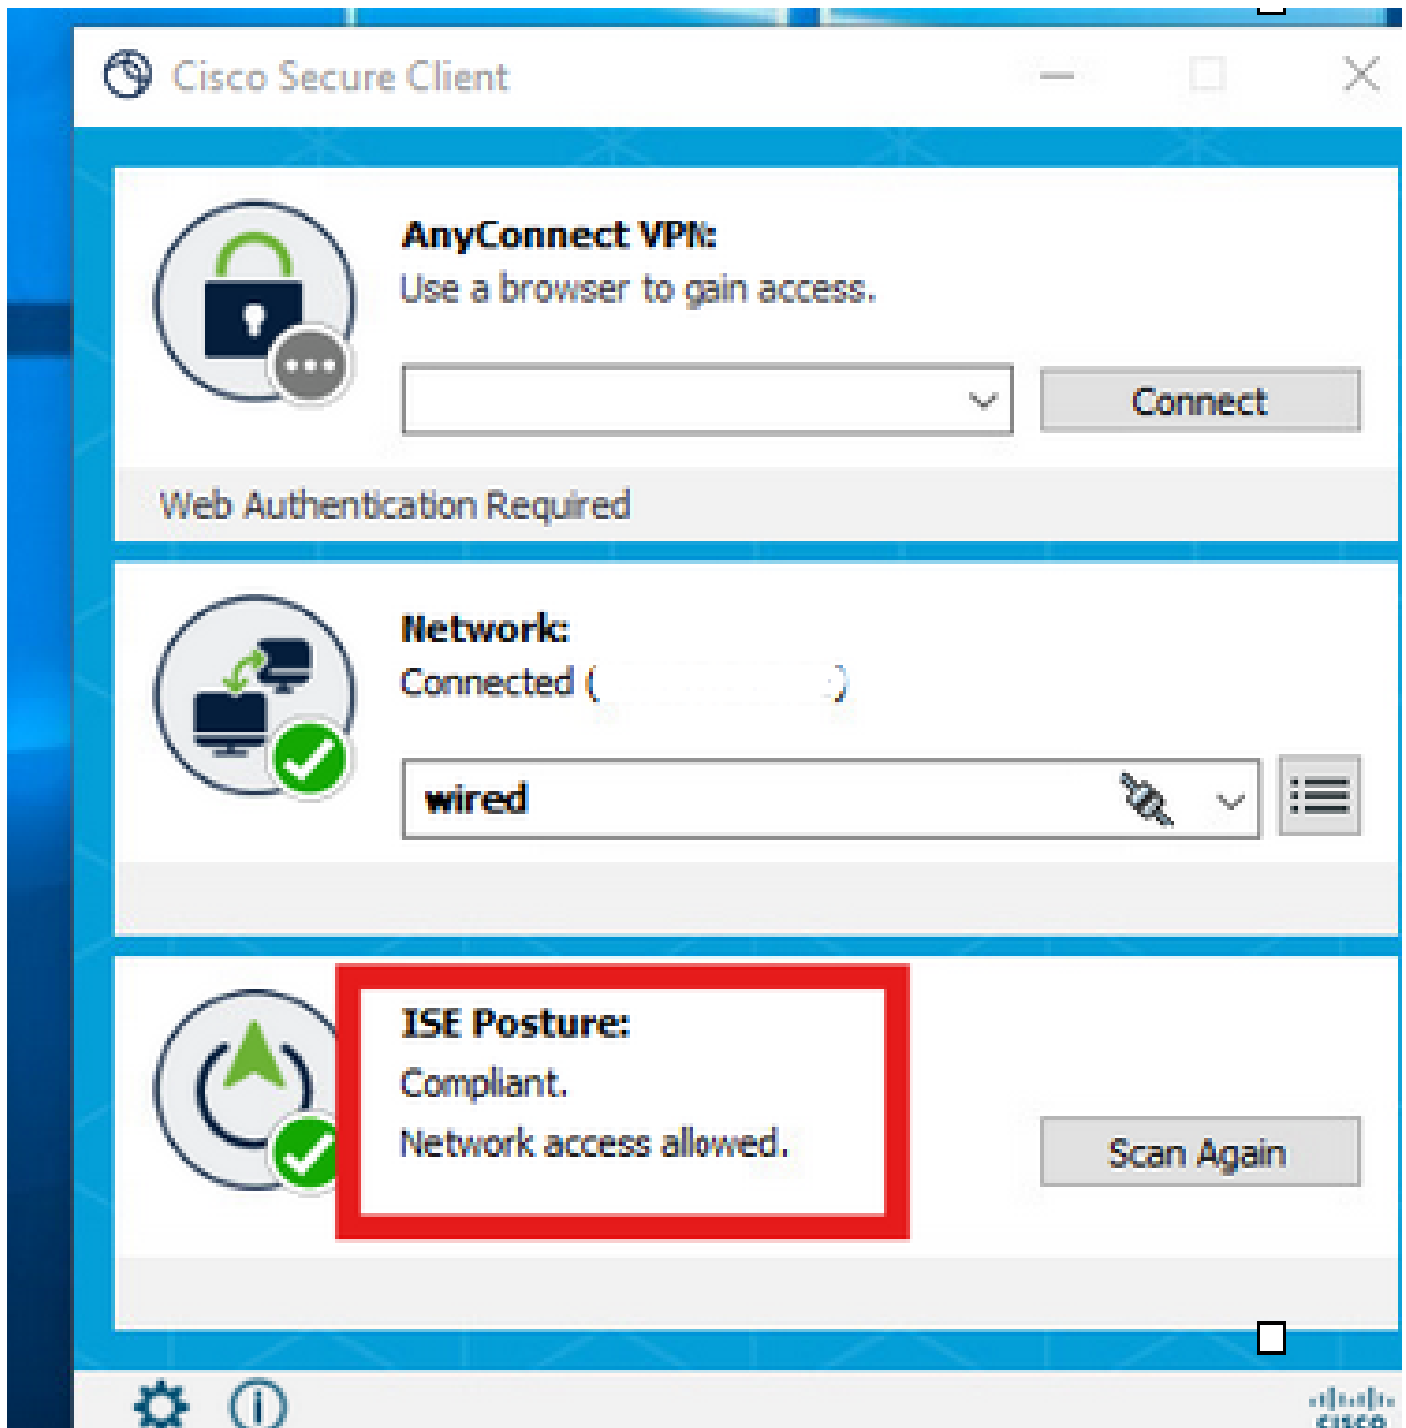 Cisco Secure Client
AnyConnect VPN:
Use a browser to gain access.
Connect
Web Authentication Required
Network:
Connected ( )
wired
ISE Posture:
Compliant.
Network access allowed.
Scan Again
CISCO